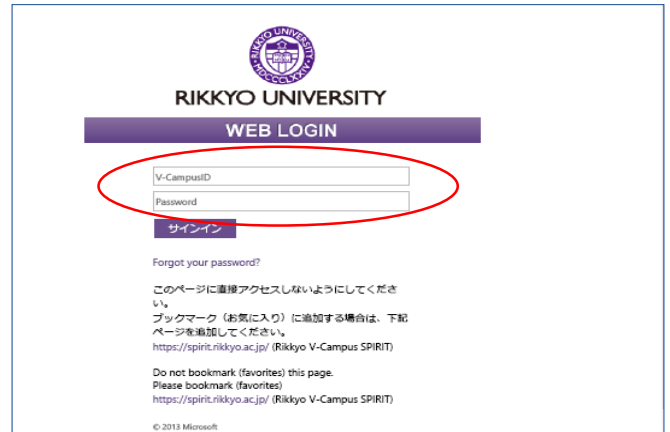 RIKKYO UNIVERSITY
MDCCCLXXIV
RIKKYO UNIVERSITY
WEB LOGIN
V-CampusID
Password
サインイン
Forgot your password?
このページに直接アクセスしないようにしてくださ
い。
ブックマーク（お気に入り）に追加する場合は、下記
ページを追加してください。
https://spirit.rikkyo.ac.jp/ (Rikkyo V-Campus SPIRIT)
Do not bookmark (favorites) this page.
Please bookmark (favorites)
https://spirit.rikkyo.ac.jp/ (Rikkyo V-Campus SPIRIT)
© 2013 Microsoft